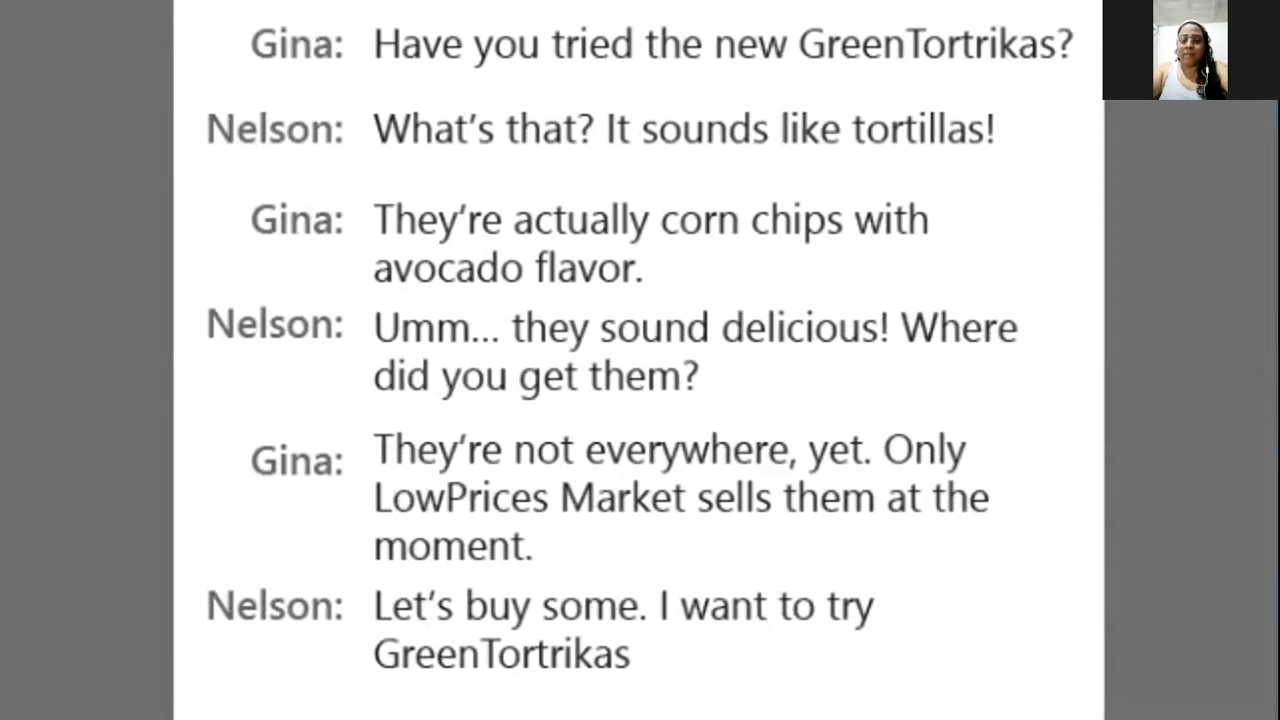 Gina: Have you tried the new GreenTortrikas?
Nelson: What's that? It sounds like tortillas!
Gina: They're actually corn chips with
avocado flavor.
Nelson: Umm... they sound delicious! Where
did you get them?
Gina: They're not everywhere, yet. Only
LowPrices Market sells them at the
moment.
Nelson: Let's buy some. I want to try
GreenTortrikas